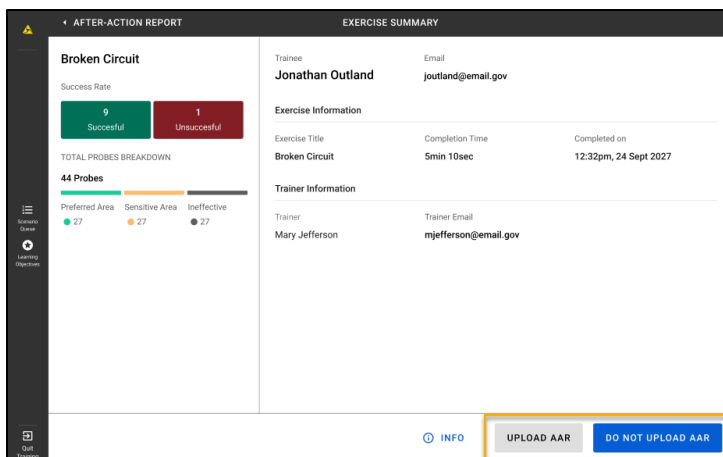 AFTER-ACTION REPORT
EXERCISE SUMMARY
Broken Circuit
Success Rate
9
Succesful
1
Unsuccesful
TOTAL PROBES BREAKDOWN
44 Probes
Preferred Area Sensitive Area Ineffective
27 27 27
Trainee Email
Jonathan Outland joutland@email.gov
Exercise Information
Exercise Title Completion Time Completed on
Broken Circuit 5min 10sec 12:32pm, 24 Sept 2027
Trainer Information
Trainer Trainer Email
Mary Jefferson mjefferson@email.gov
Scenario
Queue
Learning
Objectives
Quit
Training
INFO
UPLOAD AAR
DO NOT UPLOAD AAR